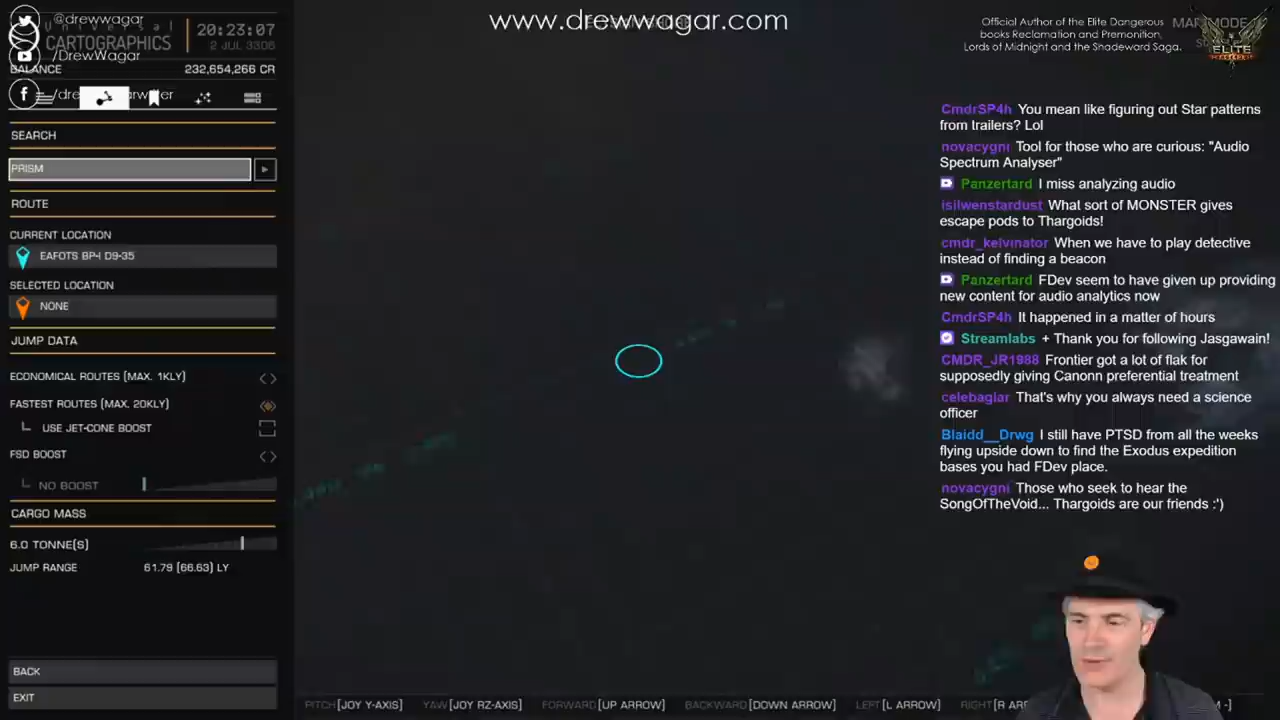 @drewwagar
Universal
CARTOGRAPHICS
20:23:07
2 JUL 3306
/DrewWagar
BALANCE
232,654,266 CR
www.drewwagar.com
Official Author of the Elite Dangerous
books Reclamation and Premonition,
Lords of Midnight and the Shadeward Saga.
MAP MODE
ELITE
SEARCH
PRISM
ROUTE
CURRENT LOCATION
EAFOTS BP-I D9-35
SELECTED LOCATION
NONE
JUMP DATA
ECONOMICAL ROUTES (MAX. 1KLY)
FASTEST ROUTES (MAX. 20KLY)
USE JET-CONE BOOST
FSD BOOST
NO BOOST
CARGO MASS
6.0 TONNE(S)
JUMP RANGE
61.79 (66.63) LY
BACK
EXIT
CmdrSP4h You mean like figuring out Star patterns
from trailers? Lol
novacygni Tool for those who are curious: "Audio
Spectrum Analyser"
Panzertard I miss analyzing audio
isilwenstardust What sort of MONSTER gives
escape pods to Thargoids!
cmdr_kelvinator When we have to play detective
instead of finding a beacon
Panzertard FDev seem to have given up providing
new content for audio analytics now
CmdrSP4h It happened in a matter of hours
Streamlabs + Thank you for following Jasgawain!
CMDR_JR1988 Frontier got a lot of flak for
supposedly giving Canonn preferential treatment
celebaglar That's why you always need a science
officer
Blaidd__Drwg I still have PTSD from all the weeks
flying upside down to find the Exodus expedition
bases you had FDev place.
novacygni Those who seek to hear the
SongOfTheVoid... Thargoids are our friends :')
PITCH [JOY Y-AXIS] YAW [JOY RZ-AXIS] FORWARD [UP ARROW] BACKWARD [DOWN ARROW] LEFT [L ARROW] RIGHT [R ARR